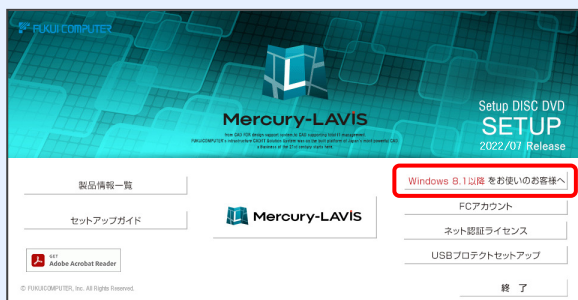 FUKUI COMPUTER
Mercury-LAVIS
Setup DISC DVD
SETUP
2022/07 Release
製品情報一覧
セットアップガイド
GET
Adobe Acrobat Reader
Mercury-LAVIS
Windows 8.1以降 をお使いのお客様へ
FCアカウント
ネット認証ライセンス
USBプロテクトセットアップ
終 了
© FUKUICOMPUTER, Inc. All Rights Reserved.